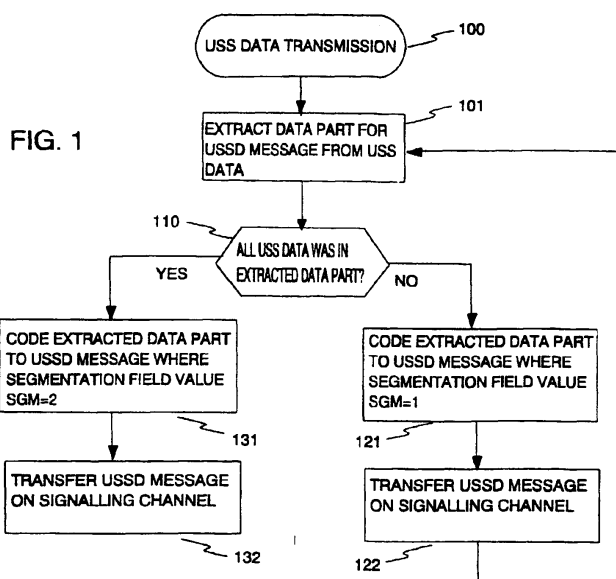 USS DATA TRANSMISSION
100
FIG. 1
101
EXTRACT DATA PART FOR
USSD MESSAGE FROM USS
DATA
110
ALL USS DATA WAS IN
EXTRACTED DATA PART?
YES
NO
CODE EXTRACTED DATA PART
TO USSD MESSAGE WHERE
SEGMENTATION FIELD VALUE
SGM=2
131
CODE EXTRACTED DATA PART
TO USSD MESSAGE WHERE
SEGMENTATION FIELD VALUE
SGM=1
121
TRANSFER USSD MESSAGE
ON SIGNALLING CHANNEL
132
TRANSFER USSD MESSAGE
ON SIGNALLING CHANNEL
122